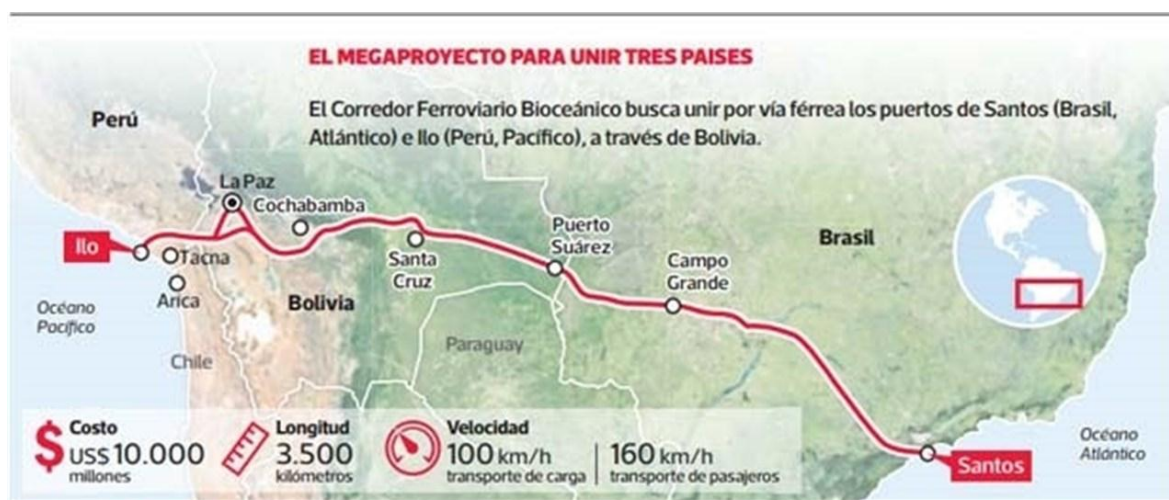 EL MEGAPROYECTO PARA UNIR TRES PAISES
El Corredor Ferroviario Bioceánico busca unir por vía férrea los puertos de Santos (Brasil,
Atlántico) e Ilo (Perú, Pacífico), a través de Bolivia.
Perú
La Paz
Cochabamba
Ilo
Tacna
Arica
Santa
Cruz
Puerto
Suárez
Campo
Grande
Brasil
Océano
Pacífico
Bolivia
Chile
Paraguay
Costo
US$ 10.000
millones
Longitud
3.500
kilómetros
Velocidad
100 km/h
transporte de carga
160 km/h
transporte de pasajeros
Santos
Océano
Atlántico